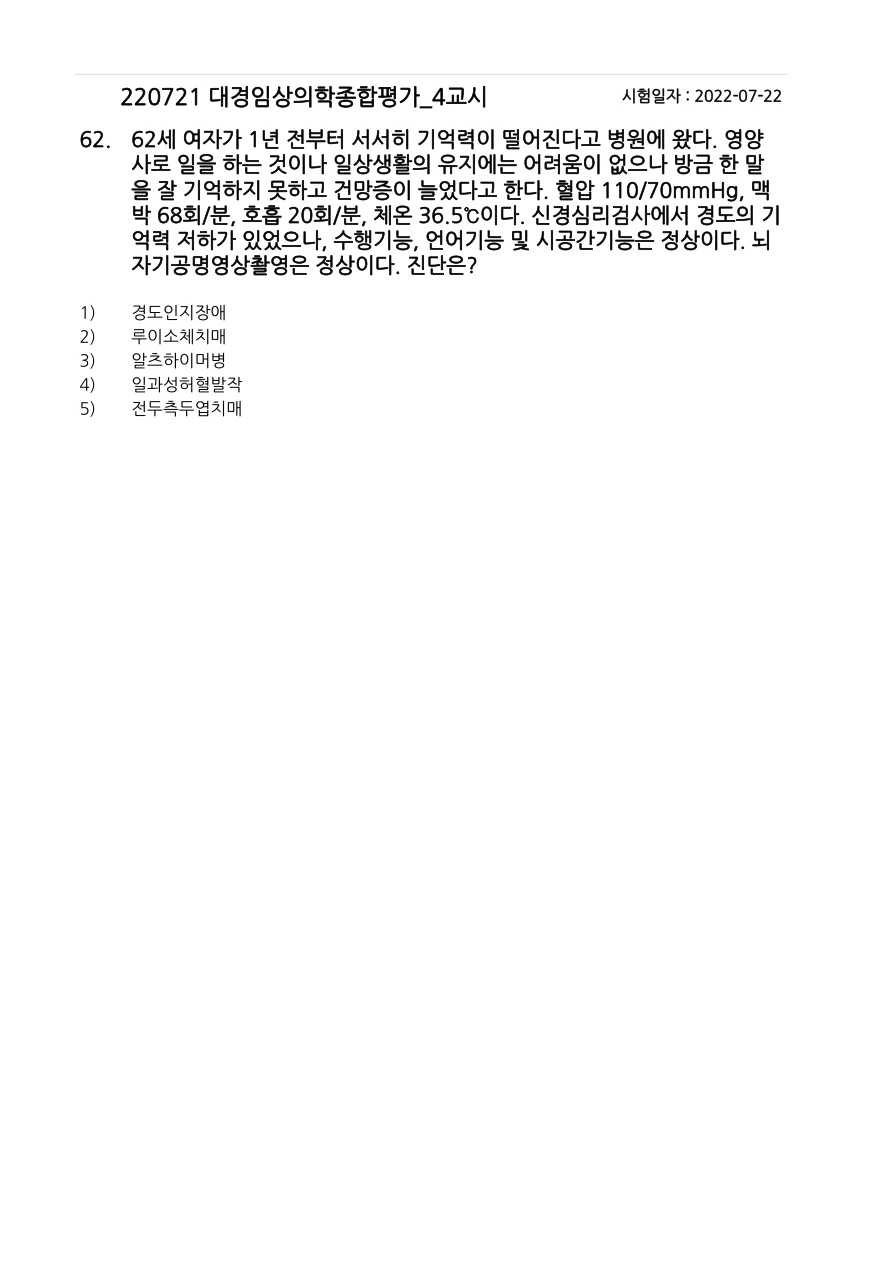 220721 대경임상의학종합평가_4교시
시험일자 : 2022-07-22
62. 62세 여자가 1년 전부터 서서히 기억력이 떨어진다고 병원에 왔다. 영양
사로 일을 하는 것이나 일상생활의 유지에는 어려움이 없으나 방금 한 말
을 잘 기억하지 못하고 건망증이 늘었다고 한다. 혈압 110/70mmHg, 맥
박 68회/분, 호흡 20회/분, 체온 36.5℃이다. 신경심리검사에서 경도의 기
억력 저하가 있었으나, 수행기능, 언어기능 및 시공간기능은 정상이다. 뇌
자기공명영상촬영은 정상이다. 진단은?
1) 경도인지장애
2) 루이소체치매
3) 알츠하이머병
4) 일과성허혈발작
5) 전두측두엽치매